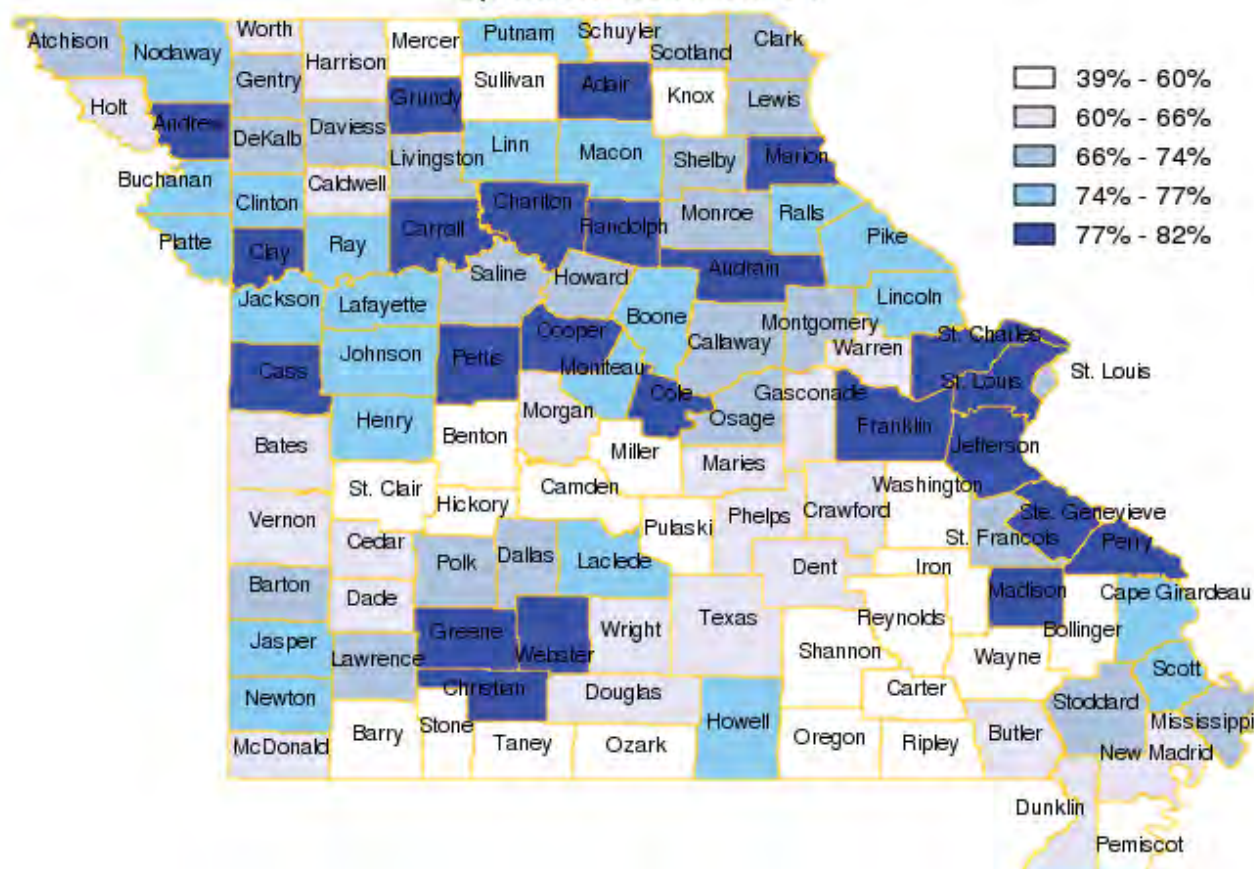 Atchison
Nodaway
Worth
Harrison
Mercer
Putnam
Schuyler
Scotland
Clark
Gentry
Sullivan
Adair
Knox
Lewis
Holt
Andrew
Grundy
DeKalb
Daviess
Livingston
Linn
Macon
Shelby
Marion
Buchanan
Clinton
Caldwell
Chariton
Randolph
Monroe
Ralls
Pike
Platte
Clay
Ray
Carroll
Audrain
Saline
Howard
Jackson
Lafayette
Boone
Lincoln
Callaway
Montgomery
Warren
St. Charles
Johnson
Cooper
Moniteau
Cass
Pettis
Cole
Osage
Gasconade
St. Louis
St. Louis
Henry
Morgan
Franklin
Jefferson
Bates
Benton
Miller
Maries
St. Clair
Camden
Washington
Hickory
Vernon
Pulaski
Phelps
Crawford
Ste. Genevieve
St. Francois
Perry
Cedar
Polk
Dallas
Laclede
Dent
Iron
Barton
Dade
Madison
Cape Girardeau
Texas
Reynolds
Bollinger
Jasper
Greene
Webster
Wright
Shannon
Wayne
Lawrence
Scott
Newton
Christian
Douglas
Howell
Carter
Stoddard
Mississippi
McDonald
Barry
Stone
Taney
Ozark
Oregon
Ripley
Butler
New Madrid
Dunklin
Pemiscot
39% - 60%
60% - 66%
66% - 74%
74% - 77%
77% - 82%